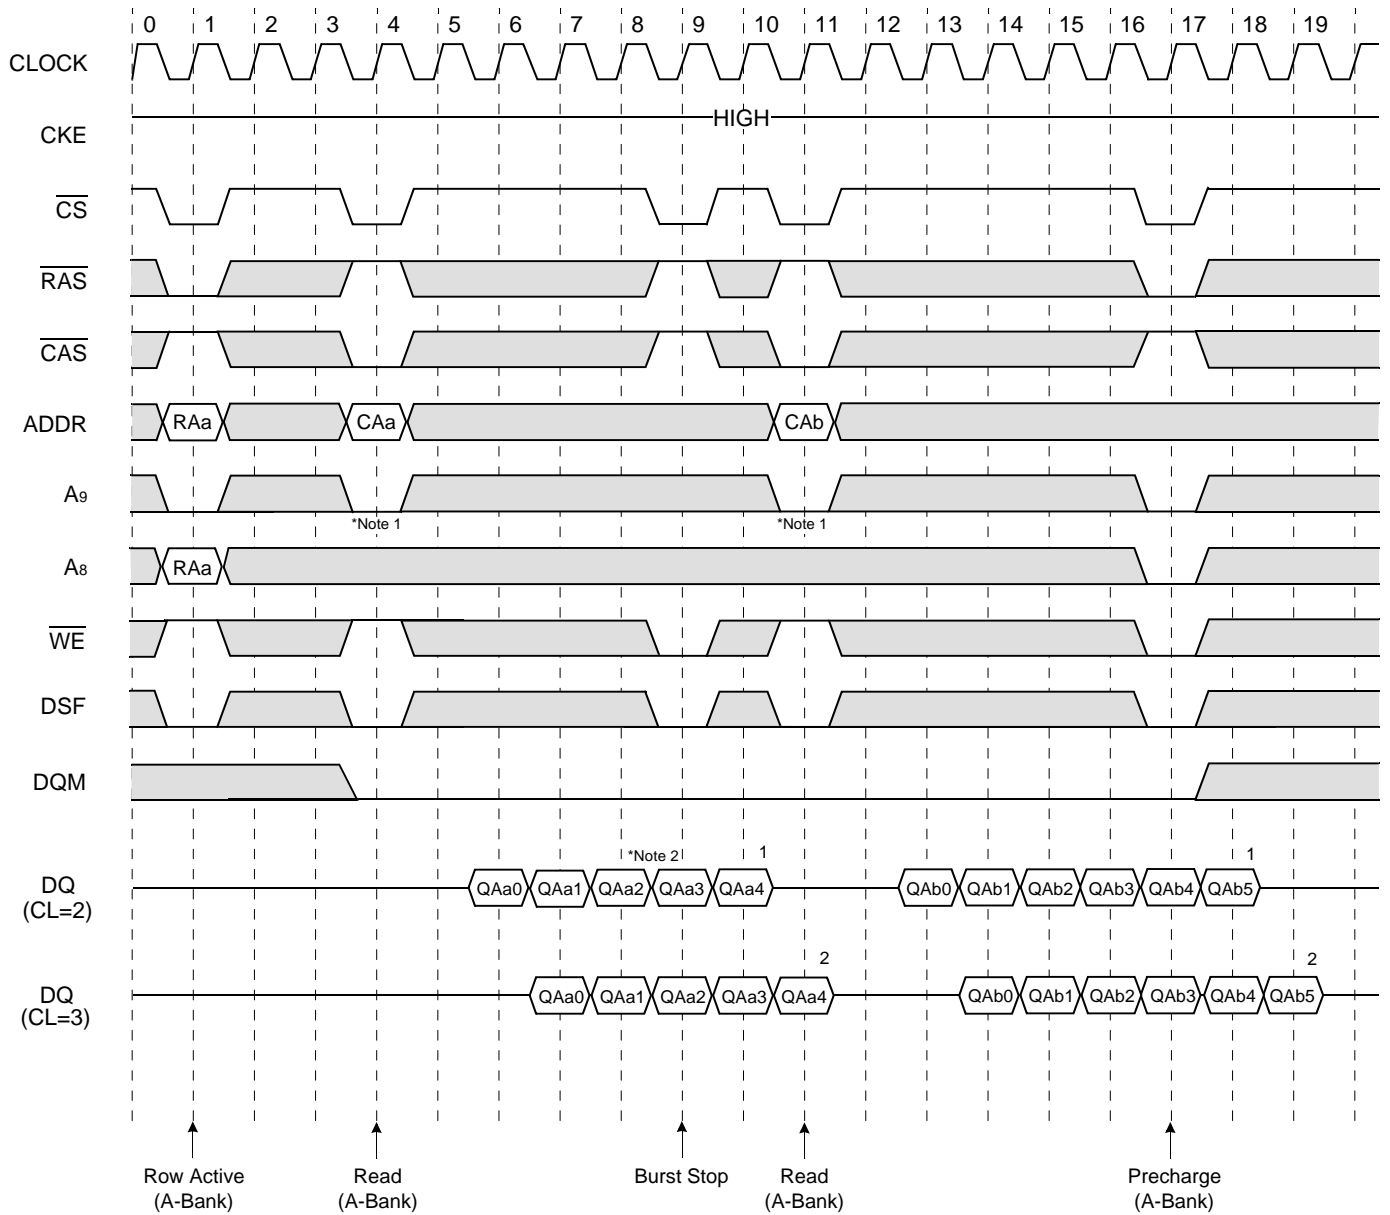 0 1 2 3 4 5 6 7 8 9 10 11 12 13 14 15 16 17 18 19
CLOCK
HIGH
CKE
CS
RAS
CAS
ADDR RAa CAa CAb
A9
*Note 1 *Note 1
A8 RAa
WE
DSF
DQM
*Note 2 1 1
DQ
(CL=2)
QAa0 QAa1 QAa2 QAa3 QAa4 QAb0 QAb1 QAb2 QAb3 QAb4 QAb5
2 2
DQ
(CL=3)
QAa0 QAa1 QAa2 QAa3 QAa4 QAb0 QAb1 QAb2 QAb3 QAb4 QAb5
Row Active
(A-Bank)
Read
(A-Bank)
Burst Stop
Read
(A-Bank)
Precharge
(A-Bank)